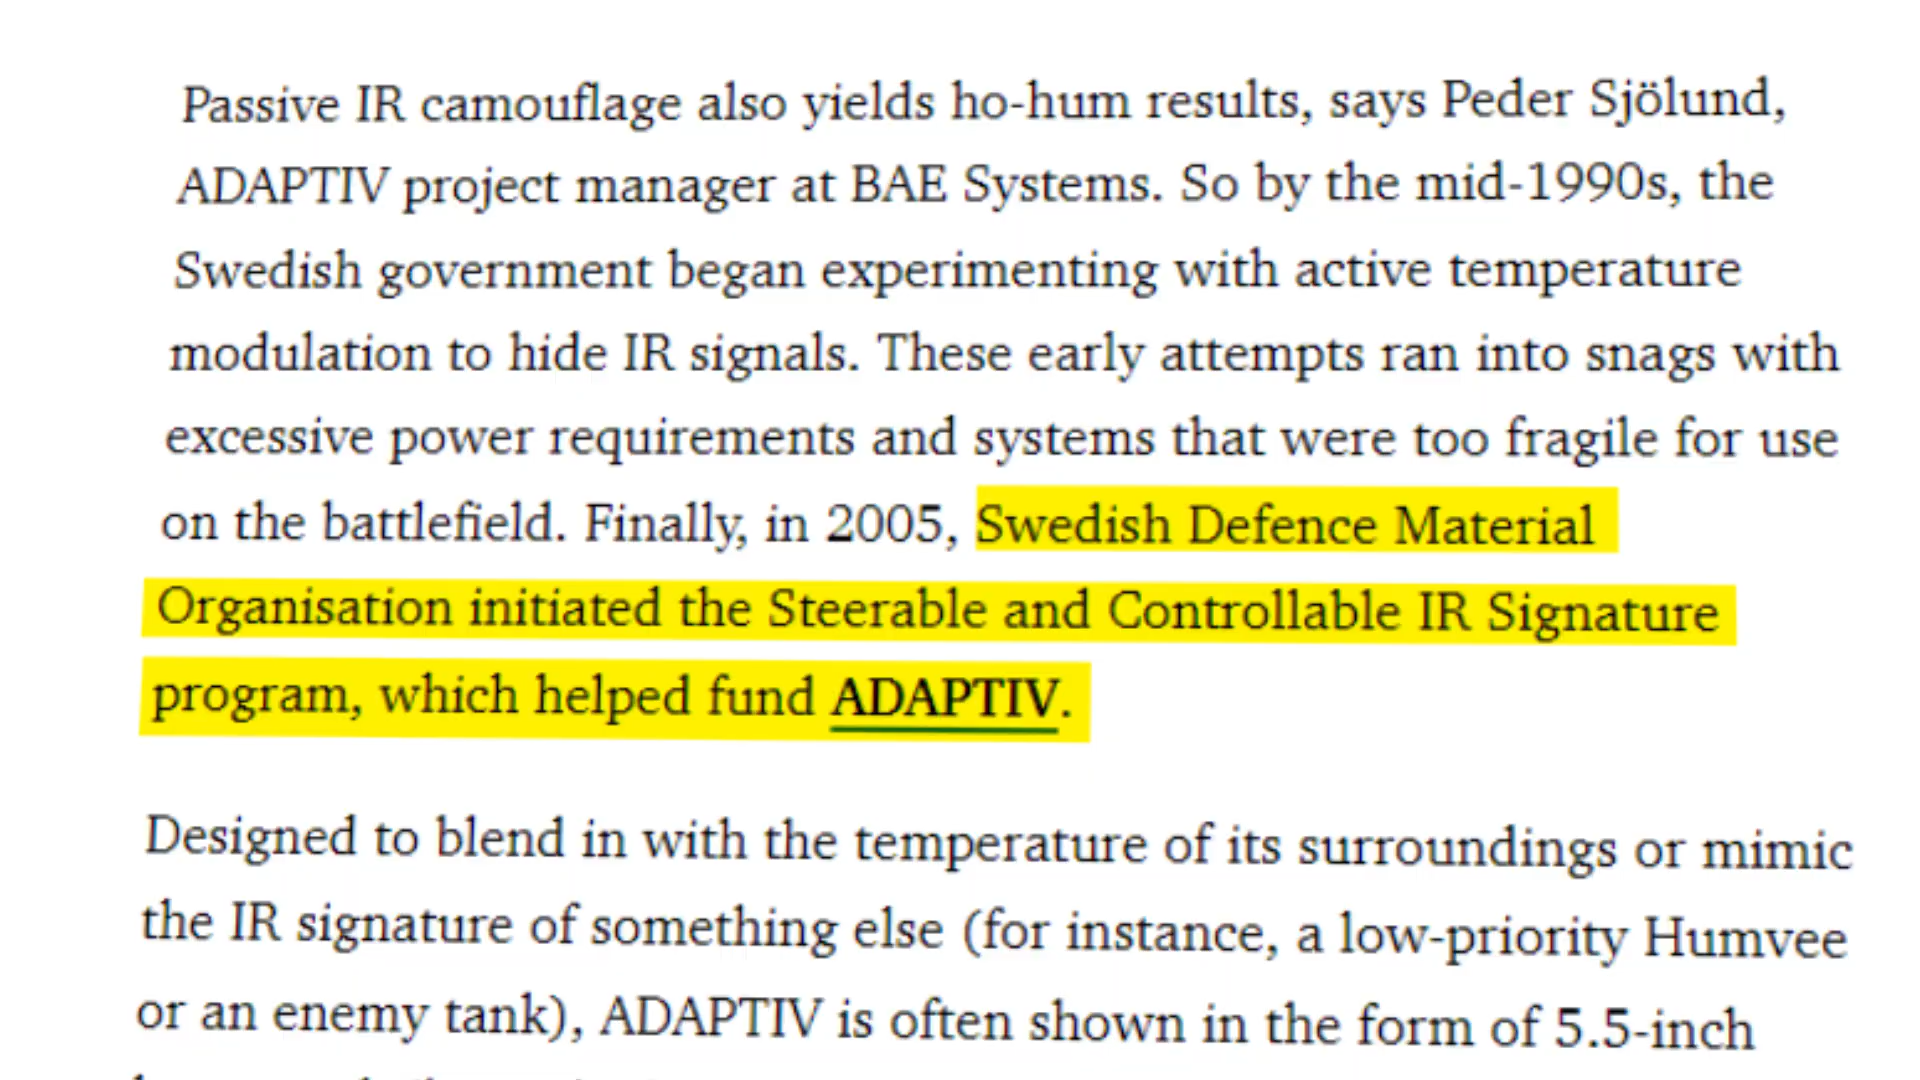 Passive IR camouflage also yields ho-hum results, says Peder Sjölund,
ADAPTIV project manager at BAE Systems. So by the mid-1990s, the
Swedish government began experimenting with active temperature
modulation to hide IR signals. These early attempts ran into snags with
excessive power requirements and systems that were too fragile for use
on the battlefield. Finally, in 2005, Swedish Defence Material
Organisation initiated the Steerable and Controllable IR Signature
program, which helped fund ADAPTIV.
Designed to blend in with the temperature of its surroundings or mimic
the IR signature of something else (for instance, a low-priority Humvee
or an enemy tank), ADAPTIV is often shown in the form of 5.5-inch